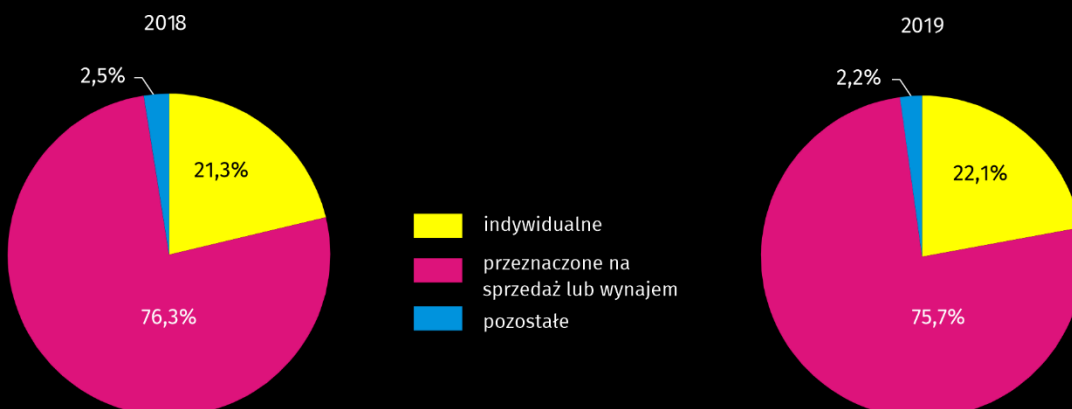 2018
2,5%
21,3%
76,3%
indywidualne
przeznaczone na
sprzedaż lub wynajem
pozostałe
2019
2,2%
22,1%
75,7%